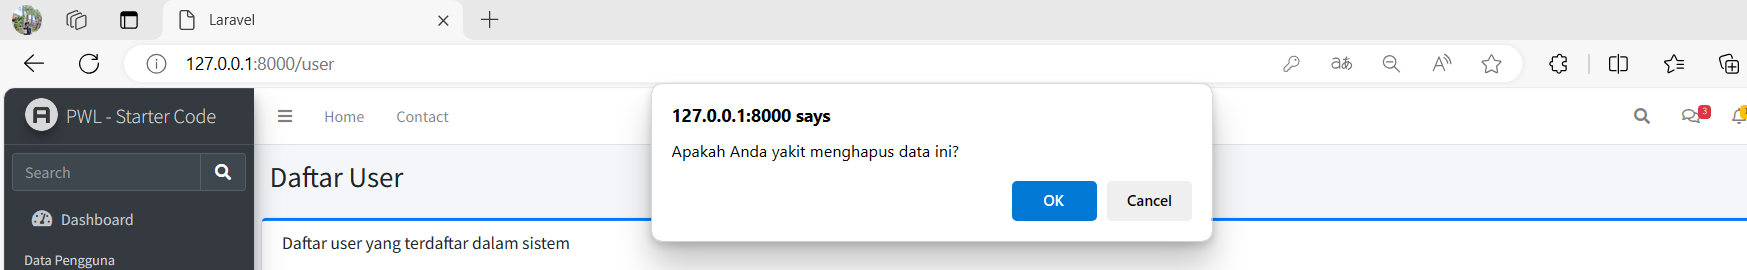 Laravel
127.0.0.1:8000/user
PWL - Starter Code
Home
Contact
3
127.0.0.1:8000 says
Apakah Anda yakit menghapus data ini?
OK
Cancel
Search
Daftar User
Dashboard
Daftar user yang terdaftar dalam sistem
Data Pengguna